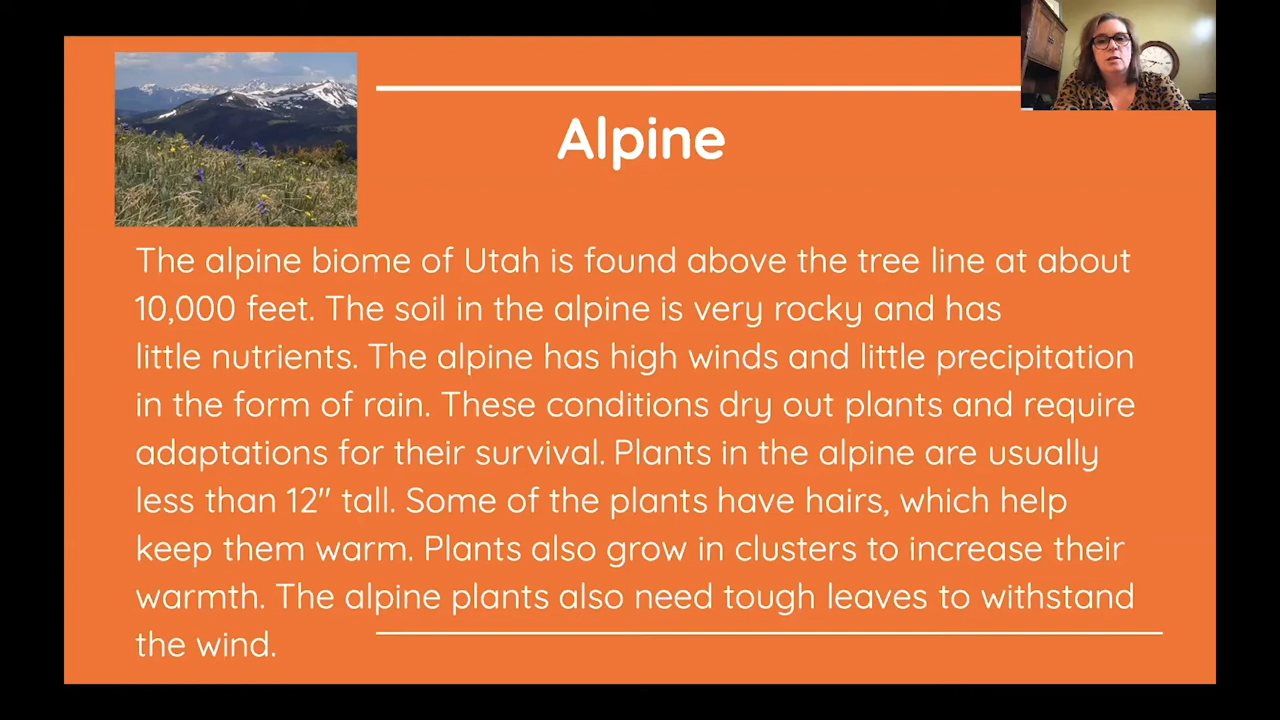 Alpine
The alpine biome of Utah is found above the tree line at about
10,000 feet. The soil in the alpine is very rocky and has
little nutrients. The alpine has high winds and little precipitation
in the form of rain. These conditions dry out plants and require
adaptations for their survival. Plants in the alpine are usually
less than 12" tall. Some of the plants have hairs, which help
keep them warm. Plants also grow in clusters to increase their
warmth. The alpine plants also need tough leaves to withstand
the wind.